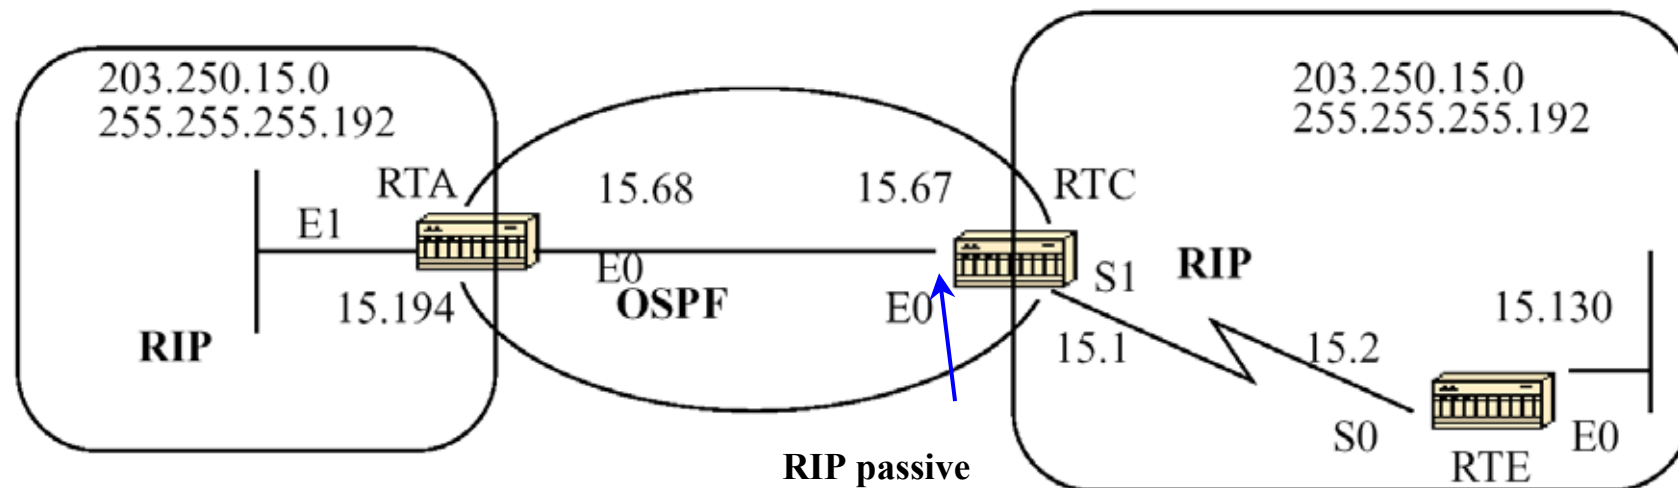 203.250.15.0
255.255.255.192
203.250.15.0
255.255.255.192
RTA
15.68
15.67
RTC
E1
E0
OSPF
E0
S1
RIP
15.194
RIP
15.1
15.2
15.130
S0
E0
RTE
RIP passive